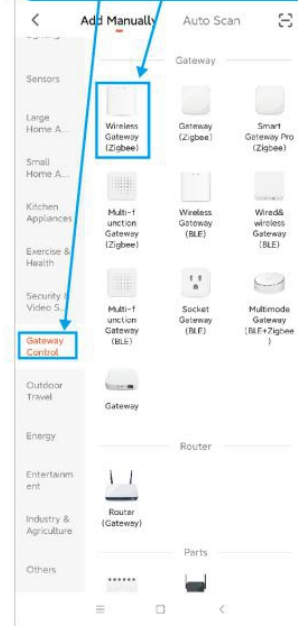 Add Manually
Auto Scan
Sensors
Large
Home A...
Small
Home A...
Kitchen
Appliances
Exercise &
Health
Security &
Video S...
Gateway
Control
Outdoor
Travel
Energy
Entertainm
ent
Industry &
Agriculture
Others
Gateway
Wireless
Gateway
(Zigbee)
Gateway
(Zigbee)
Smart
Gateway Pro
(Zigbee)
Multi-f
unction
Gateway
(Zigbee)
Wireless
Gateway
(BLE)
Wired&
wireless
Gateway
(BLE)
Multi-f
unction
Gateway
(BLE)
Socket
Gateway
(BLE)
Multimode
Gateway
(BLE+Zigbee
)
Gateway
Router
Router
(Gateway)
Parts